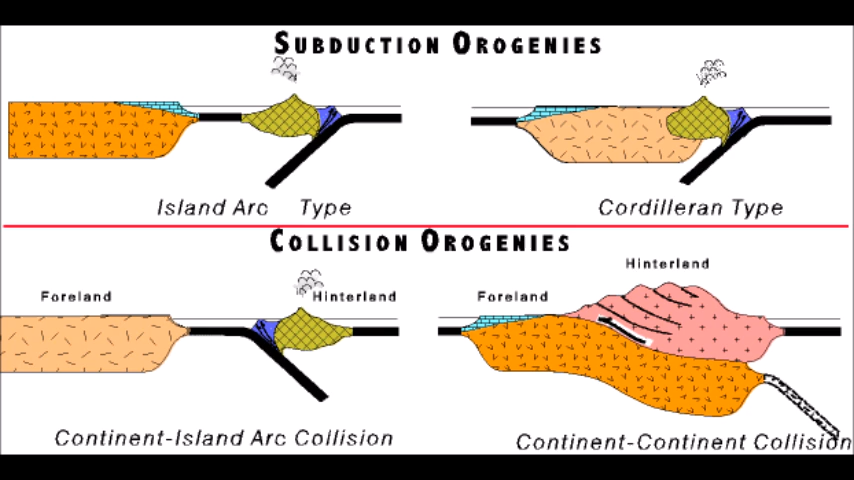 SUBDUCTION OROGENIES
Island Arc Type
Cordilleran Type
COLLISION OROGENIES
Foreland
Hinterland
Foreland
Hinterland
Continent-Island Arc Collision
Continent-Continent Collision